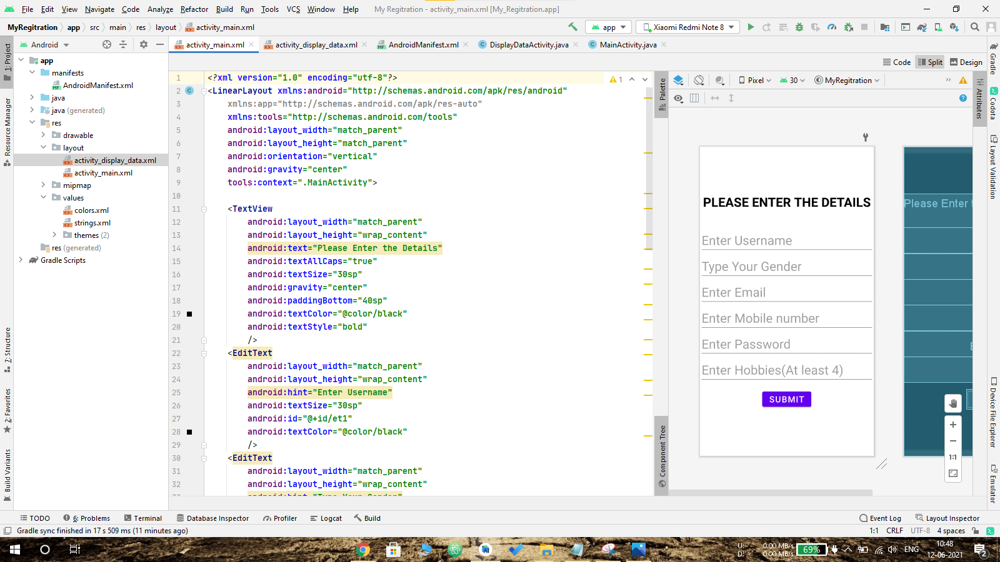 File Edit View Navigate Code Analyze Refactor Build Run Tools VCS Window Help My Regitration - activity_main.xml [My_Regitration.app]
MyRegitration app src main res layout activity_main.xml app Xiaomi Redmi Note 8
Android activity_main.xml activity_display_data.xml AndroidManifest.xml DisplayDataActivity.java MainActivity.java
Code Split Design
1: Project
Resource Manager
7: Structure
2: Favorites
Build Variants
app
manifests
AndroidManifest.xml
java
java (generated)
res
drawable
layout
activity_display_data.xml
activity_main.xml
mipmap
values
colors.xml
strings.xml
themes (2)
res (generated)
Gradle Scripts
1 <?xml version="1.0" encoding="utf-8"?>
2 <LinearLayout xmlns:android="http://schemas.android.com/apk/res/android"
3 xmlns:app="http://schemas.android.com/apk/res-auto"
4 xmlns:tools="http://schemas.android.com/tools"
5 android:layout_width="match_parent"
6 android:layout_height="match_parent"
7 android:orientation="vertical"
8 android:gravity="center"
9 tools:context=".MainActivity">
10
11 <TextView
12 android:layout_width="match_parent"
13 android:layout_height="wrap_content"
14 android:text="Please Enter the Details"
15 android:textAllCaps="true"
16 android:textSize="30sp"
17 android:gravity="center"
18 android:paddingBottom="40sp"
19 android:textColor="@color/black"
20 android:textStyle="bold"
21 />
22 <EditText
23 android:layout_width="match_parent"
24 android:layout_height="wrap_content"
25 android:hint="Enter Username"
26 android:textSize="30sp"
27 android:id="@+id/et1"
28 android:textColor="@color/black"
29 />
30 <EditText
31 android:layout_width="match_parent"
32 android:layout_height="wrap_content"
android:hint="Type Your Gender"
1
Palette
Component Tree
Pixel 30 MyRegitration
PLEASE ENTER THE DETAILS
Enter Username
Type Your Gender
Enter Email
Enter Mobile number
Enter Password
Enter Hobbies(At least 4)
SUBMIT
Please Enter
1:1
Attributes
Gradle
Codota
Layout Validation
Device File Explorer
Emulator
TODO 6: Problems Terminal Database Inspector Profiler Logcat Build Event Log Layout Inspector
Gradle sync finished in 17 s 509 ms (11 minutes ago) 1:1 CRLF UTF-8 4 spaces
U: 0.00 MB/s
D: 0.00 MB/s
69%
ENG
10:48
12-06-2021
2